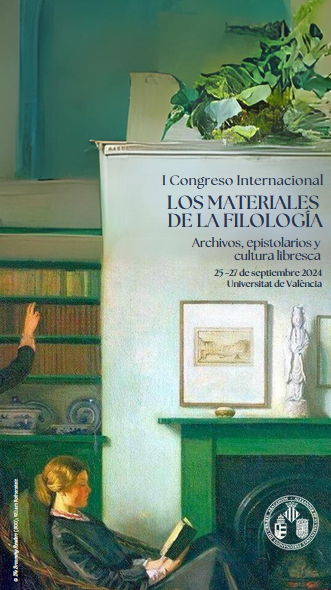 I Congreso Internacional
LOS MATERIALES
DE LA FILOLOGÍA
Archivos, epistolarios y
cultura libresca
25 -27 de septiembre 2024
Universitat de València